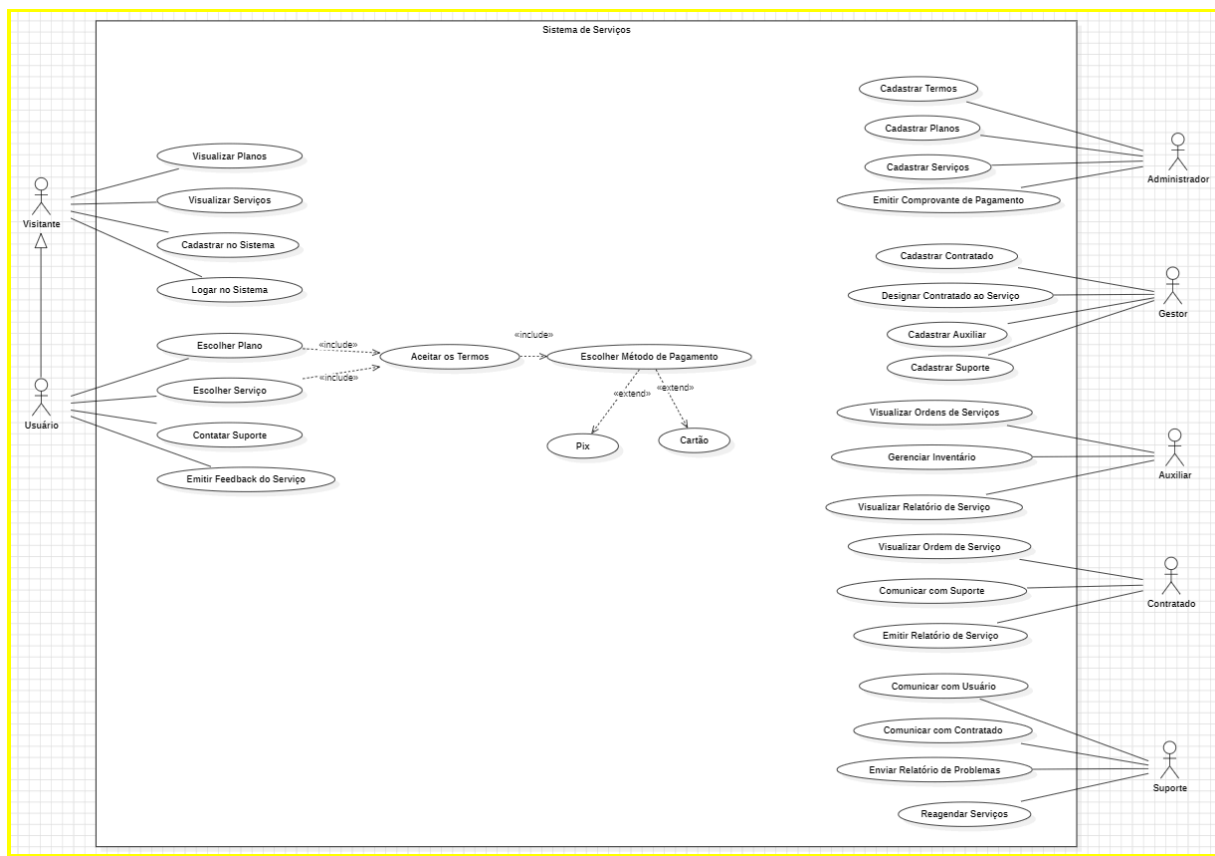 Sistema de Serviços
Visitante
Usuário
Visualizar Planos
Visualizar Serviços
Cadastrar no Sistema
Logar no Sistema
Escolher Plano
Escolher Serviço
Contatar Suporte
Emitir Feedback do Serviço
«include»
«include»
Aceitar os Termos
«include»
Escolher Método de Pagamento
«extend»
«extend»
Pix
Cartão
Cadastrar Termos
Cadastrar Planos
Cadastrar Serviços
Emitir Comprovante de Pagamento
Administrador
Cadastrar Contratado
Designar Contratado ao Serviço
Cadastrar Auxiliar
Cadastrar Suporte
Gestor
Visualizar Ordens de Serviços
Gerenciar Inventário
Visualizar Relatório de Serviço
Auxiliar
Visualizar Ordem de Serviço
Comunicar com Suporte
Emitir Relatório de Serviço
Contratado
Comunicar com Usuário
Comunicar com Contratado
Enviar Relatório de Problemas
Reagendar Serviços
Suporte